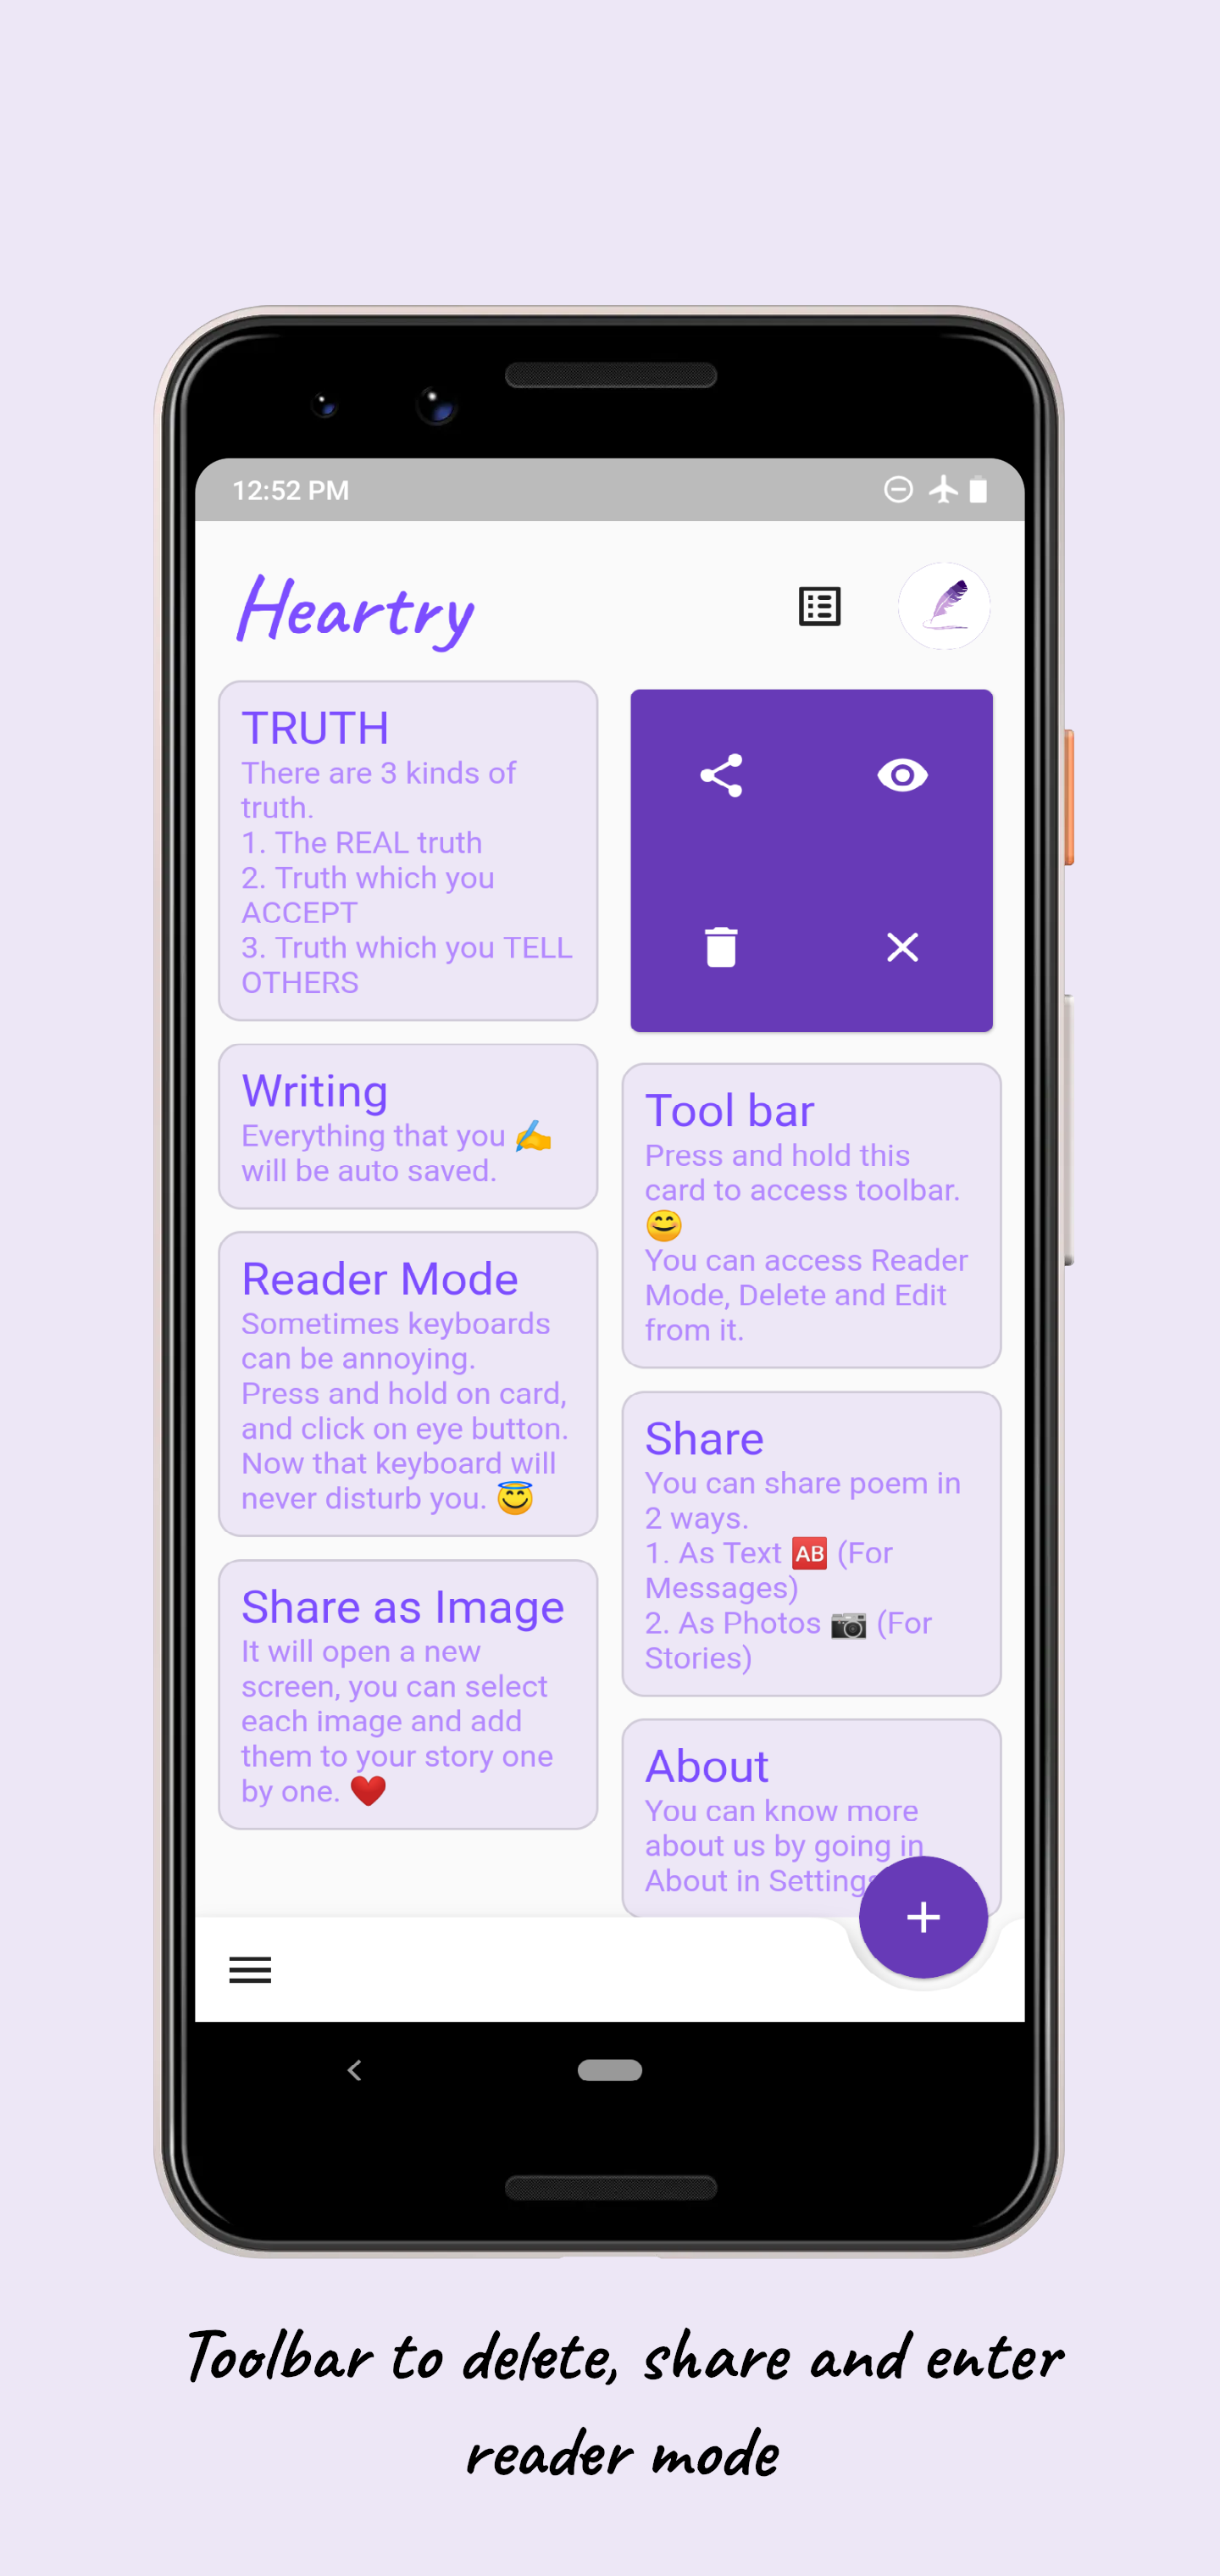 12:52 PM
Heartry
TRUTH
There are 3 kinds of
truth.
1. The REAL truth
2. Truth which you
ACCEPT
3. Truth which you TELL
OTHERS
Writing
Everything that you ✍️
will be auto saved.
Reader Mode
Sometimes keyboards
can be annoying.
Press and hold on card,
and click on eye button.
Now that keyboard will
never disturb you. 😇
Share as Image
It will open a new
screen, you can select
each image and add
them to your story one
by one. ❤️
Tool bar
Press and hold this
card to access toolbar.
😊
You can access Reader
Mode, Delete and Edit
from it.
Share
You can share poem in
2 ways.
1. As Text 🆎 (For
Messages)
2. As Photos 📷 (For
Stories)
About
You can know more
about us by going in
About in Settings
Toolbar to delete, share and enter
reader mode